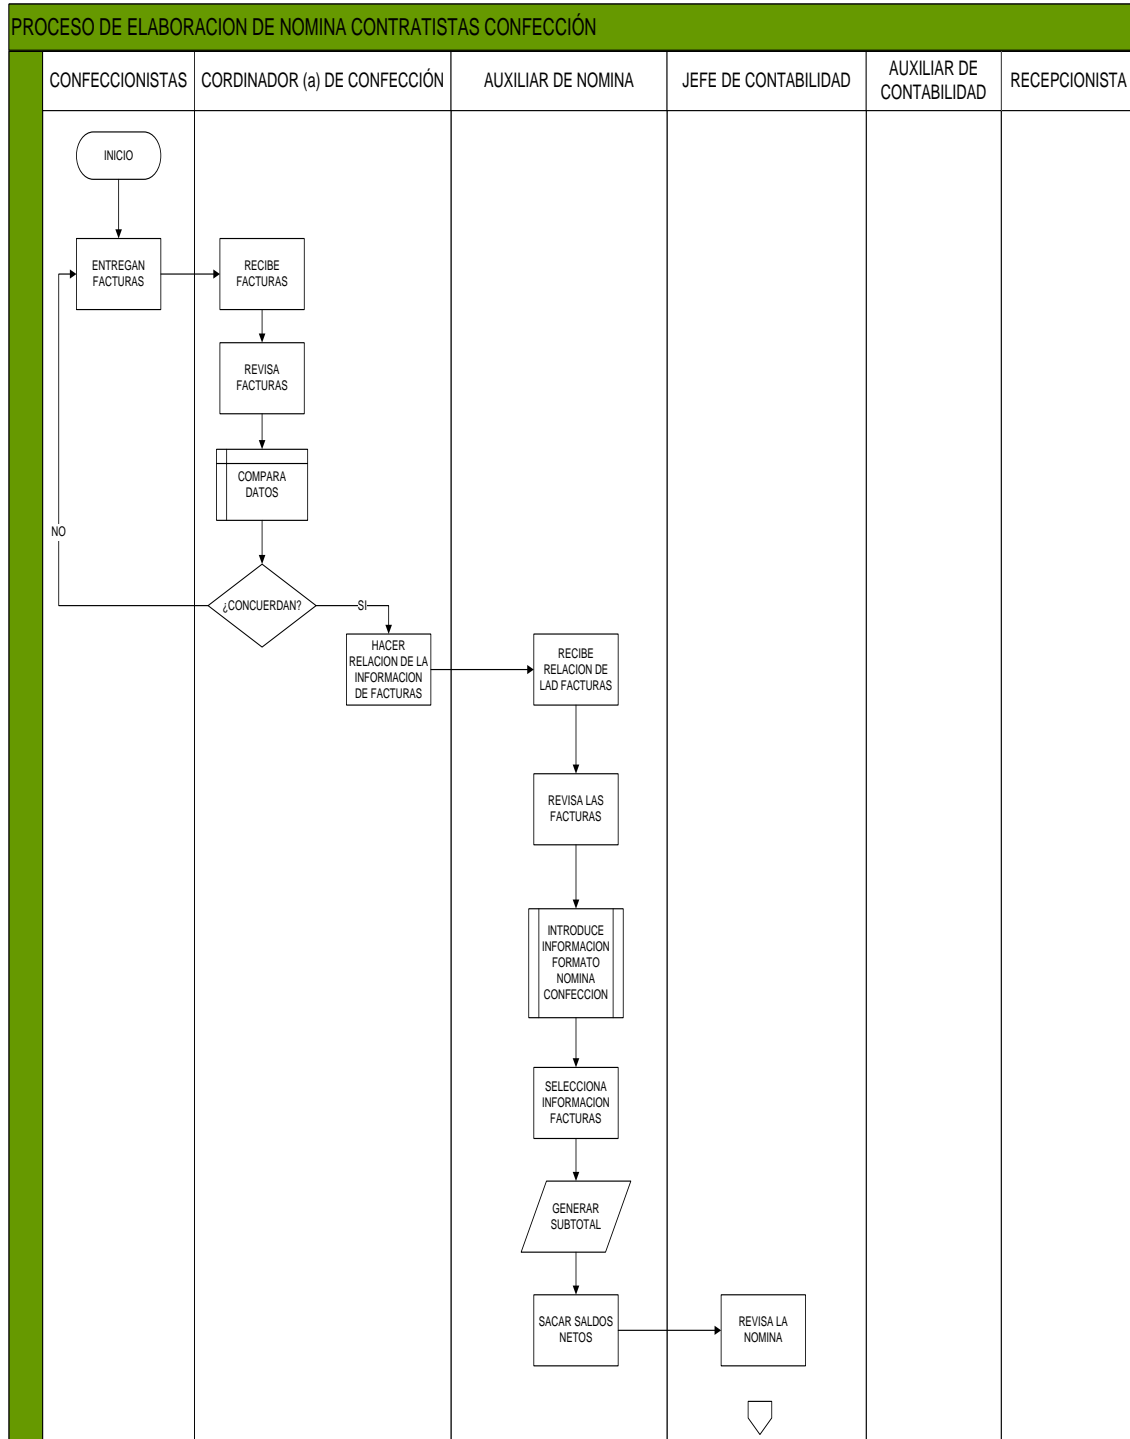 PROCESO DE ELABORACION DE NOMINA CONTRATISTAS CONFECCIÓN
CONFECCIONISTAS
CORDINADOR (a) DE CONFECCIÓN
AUXILIAR DE NOMINA
JEFE DE CONTABILIDAD
AUXILIAR DE
CONTABILIDAD
RECEPCIONISTA
INICIO
ENTREGAN
FACTURAS
RECIBE
FACTURAS
REVISA
FACTURAS
COMPARA
DATOS
NO
¿CONCUERDAN?
SI
HACER
RELACION DE LA
INFORMACION
DE FACTURAS
RECIBE
RELACION DE
LAD FACTURAS
REVISA LAS
FACTURAS
INTRODUCE
INFORMACION
FORMATO
NOMINA
CONFECCION
SELECCIONA
INFORMACION
FACTURAS
GENERAR
SUBTOTAL
SACAR SALDOS
NETOS
REVISA LA
NOMINA